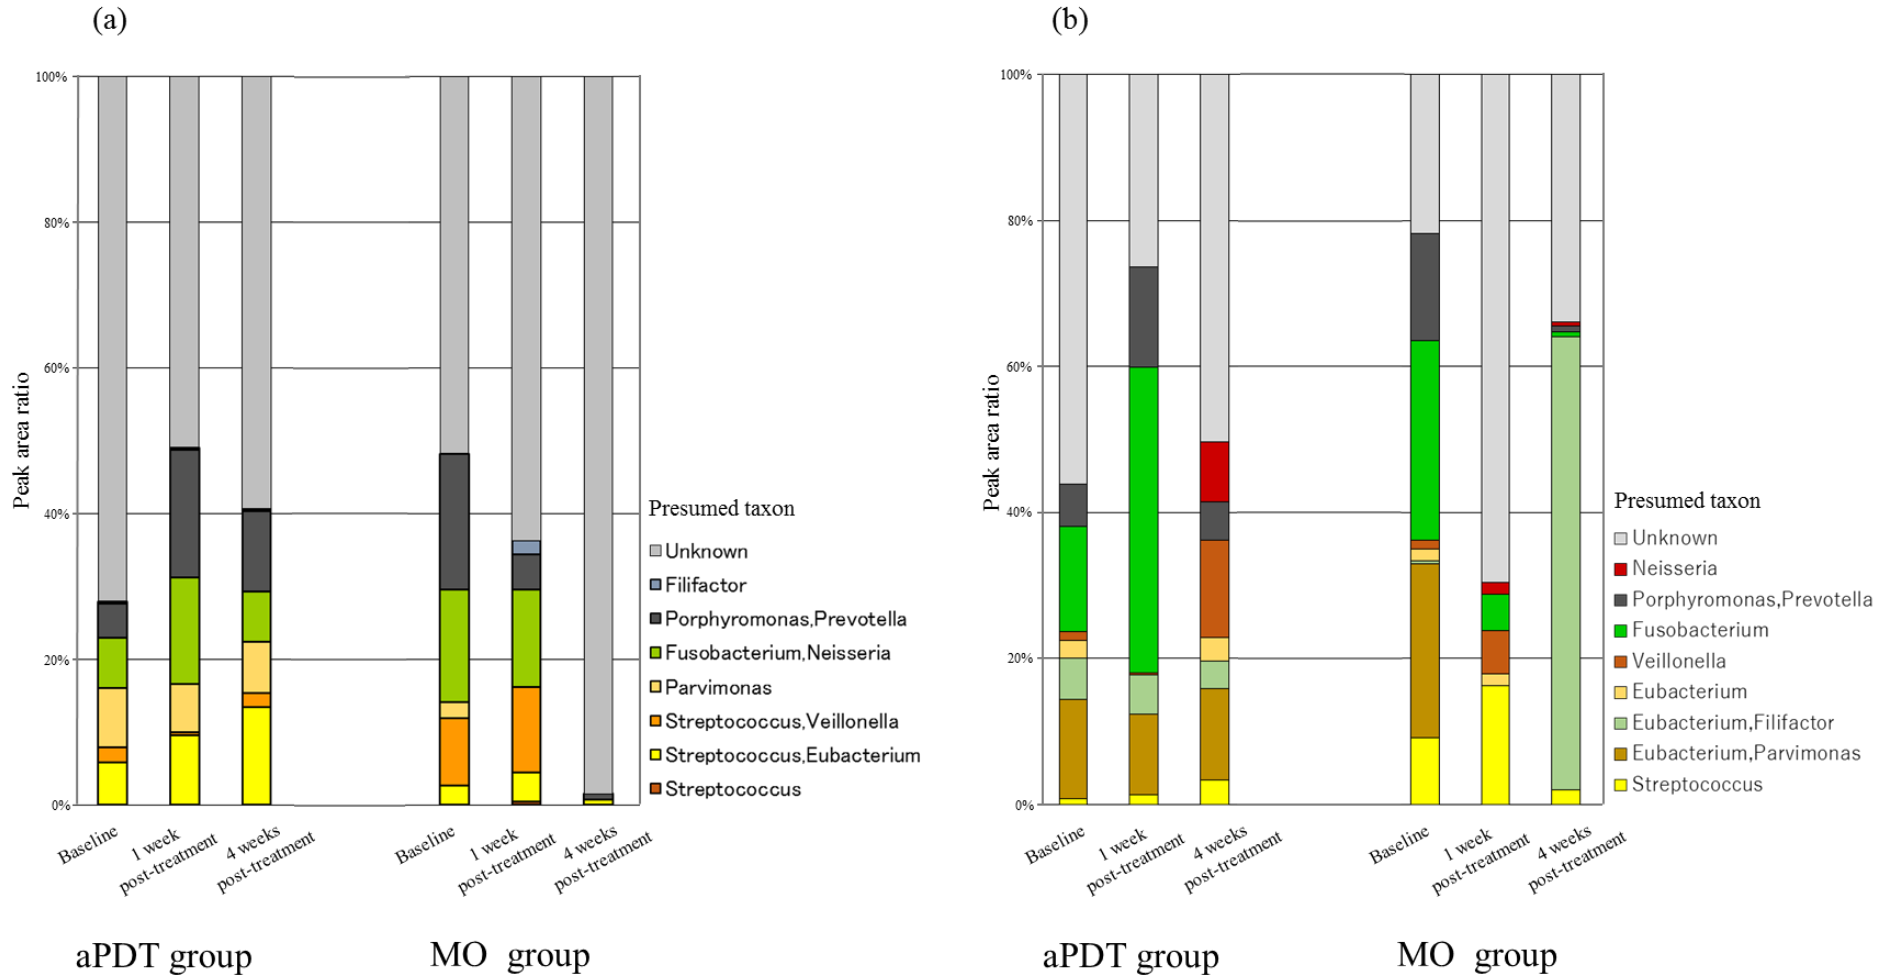 (a)
100%
80%
60%
40%
20%
0%
Peak area ratio
Baseline
1 week
post-treatment
4 weeks
post-treatment
Baseline
1 week
post-treatment
4 weeks
post-treatment
aPDT group
MO group
Presumed taxon
Unknown
Filifactor
Porphyromonas,Prevotella
Fusobacterium,Neisseria
Parvimonas
Streptococcus,Veillonella
Streptococcus,Eubacterium
Streptococcus
(b)
100%
80%
60%
40%
20%
0%
Peak area ratio
Baseline
1 week
post-treatment
4 weeks
post-treatment
Baseline
1 week
post-treatment
4 weeks
post-treatment
aPDT group
MO group
Presumed taxon
Unknown
Neisseria
Porphyromonas,Prevotella
Fusobacterium
Veillonella
Eubacterium
Eubacterium,Filifactor
Eubacterium,Parvimonas
Streptococcus